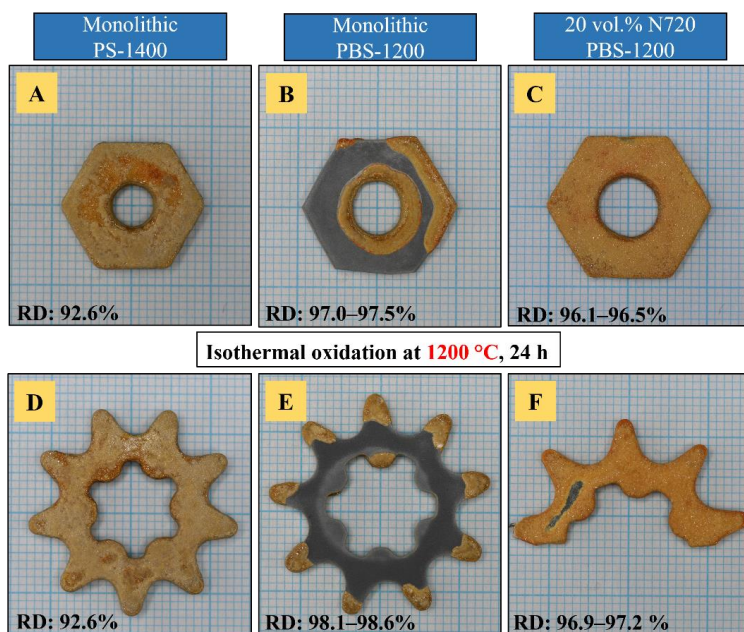 Monolithic
PS-1400
Monolithic
PBS-1200
20 vol.% N720
PBS-1200
A
B
C
RD: 92.6%
RD: 97.0–97.5%
RD: 96.1–96.5%
Isothermal oxidation at 1200 °C, 24 h
D
E
F
RD: 92.6%
RD: 98.1–98.6%
RD: 96.9–97.2 %